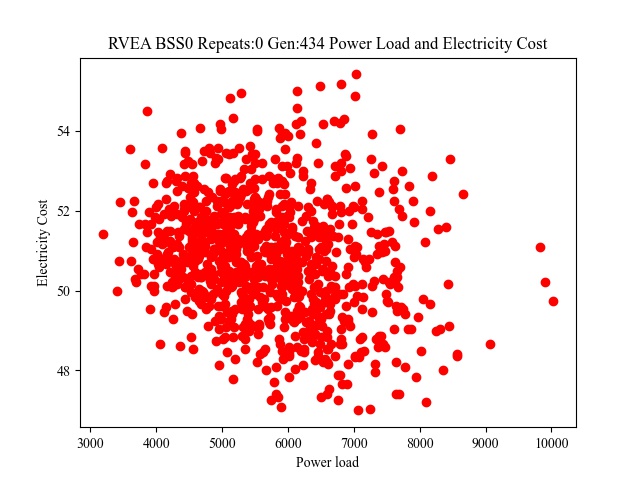 RVEA BSS0 Repeats:0 Gen:434 Power Load and Electricity Cost
54
52
50
48
Electricity Cost
3000 4000 5000 6000 7000 8000 9000 10000
Power load